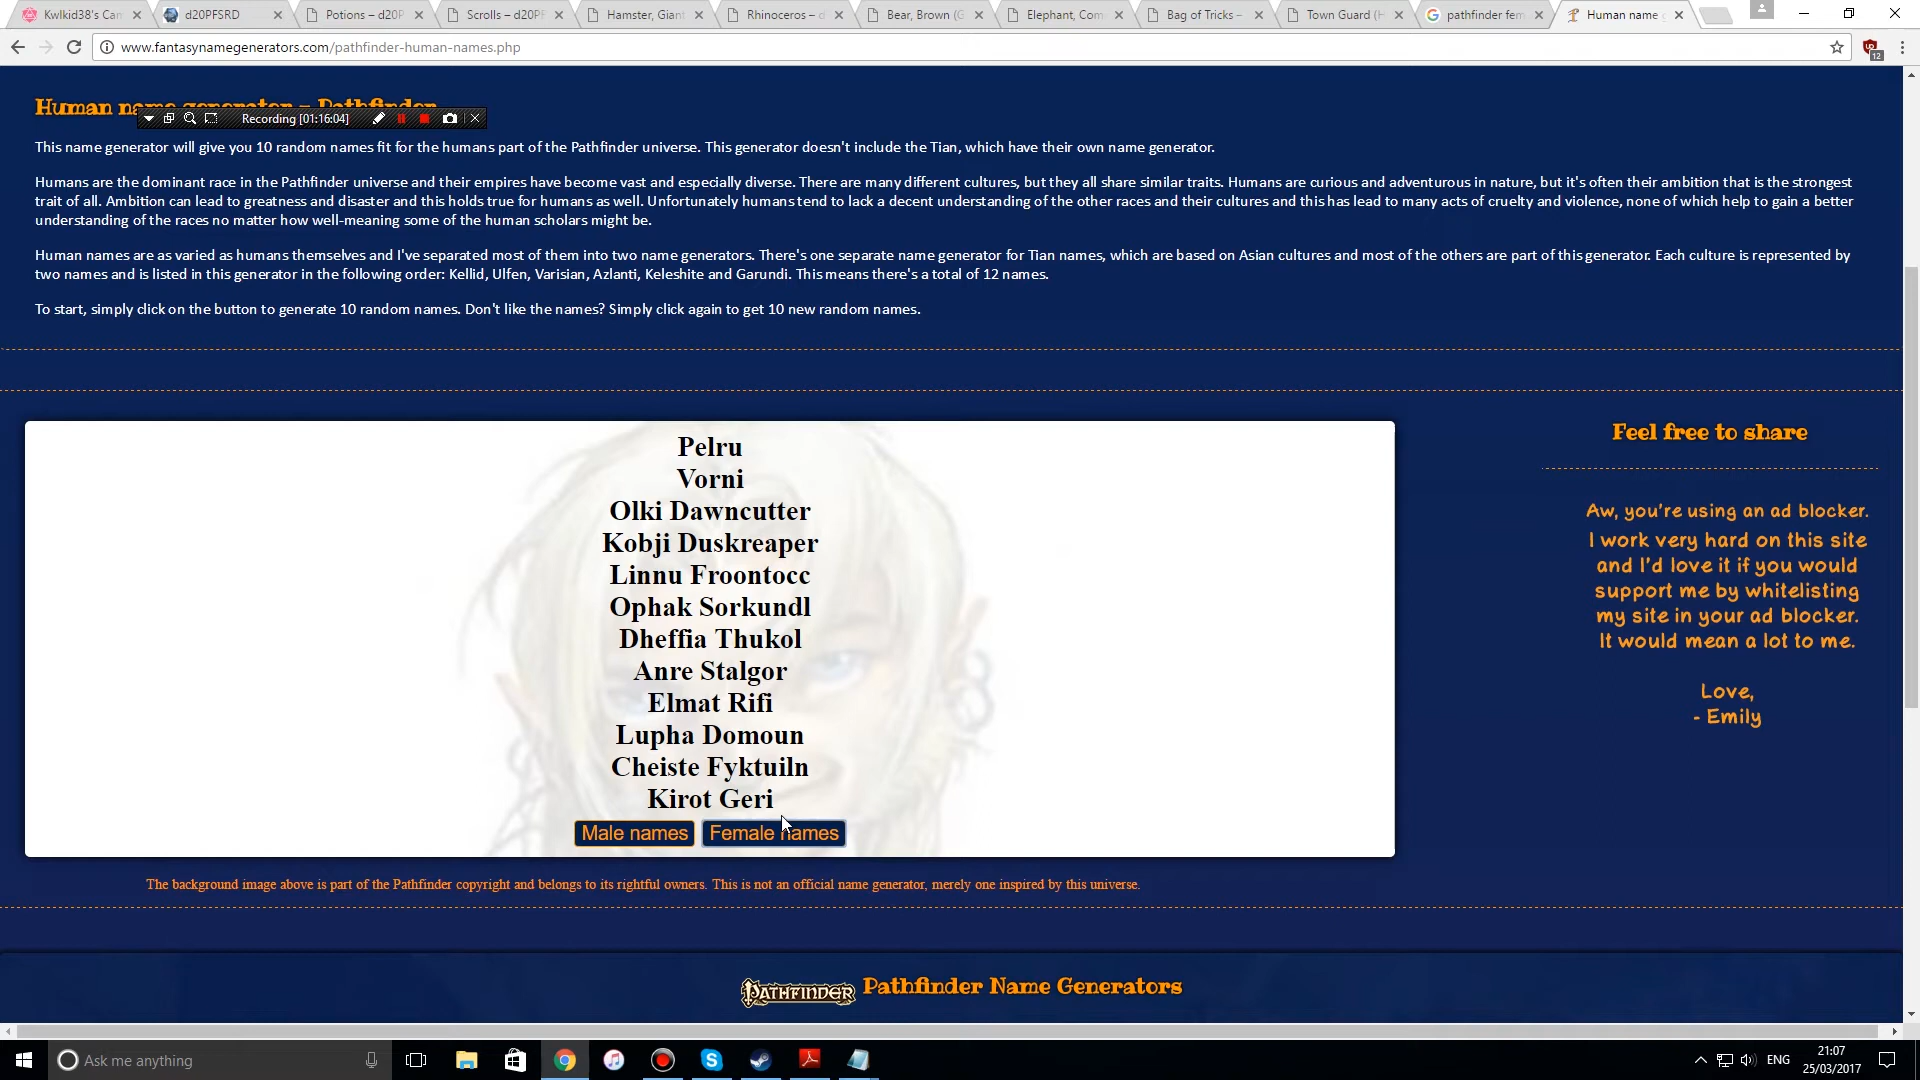 Kwlkid38's Cam
d20PFSRD
Potions – d20P
Scrolls – d20PF
Hamster, Giant
Rhinoceros – d
Bear, Brown (G
Elephant, Com
Bag of Tricks –
Town Guard (H
pathfinder fem
Human name g
www.fantasynamegenerators.com/pathfinder-human-names.php
12
Human name generator – Pathfinder
Recording [01:16:04]
This name generator will give you 10 random names fit for the humans part of the Pathfinder universe. This generator doesn't include the Tian, which have their own name generator.
Humans are the dominant race in the Pathfinder universe and their empires have become vast and especially diverse. There are many different cultures, but they all share similar traits. Humans are curious and adventurous in nature, but it's often their ambition that is the strongest
trait of all. Ambition can lead to greatness and disaster and this holds true for humans as well. Unfortunately humans tend to lack a decent understanding of the other races and their cultures and this has lead to many acts of cruelty and violence, none of which help to gain a better
understanding of the races no matter how well-meaning some of the human scholars might be.
Human names are as varied as humans themselves and I've separated most of them into two name generators. There's one separate name generator for Tian names, which are based on Asian cultures and most of the others are part of this generator. Each culture is represented by
two names and is listed in this generator in the following order: Kellid, Ulfen, Varisian, Azlanti, Keleshite and Garundi. This means there's a total of 12 names.
To start, simply click on the button to generate 10 random names. Don't like the names? Simply click again to get 10 new random names.
Pelru
Vorni
Olki Dawncutter
Kobji Duskreaper
Linnu Froontocc
Ophak Sorkundl
Dheffia Thukol
Anre Stalgor
Elmat Rifi
Lupha Domoun
Cheiste Fyktuiln
Kirot Geri
Male names
Female names
The background image above is part of the Pathfinder copyright and belongs to its rightful owners. This is not an official name generator, merely one inspired by this universe.
Feel free to share
Aw, you're using an ad blocker.
I work very hard on this site
and I'd love it if you would
support me by whitelisting
my site in your ad blocker.
It would mean a lot to me.
Love,
- Emily
PATHFINDER Pathfinder Name Generators
Ask me anything
ENG
21:07
25/03/2017